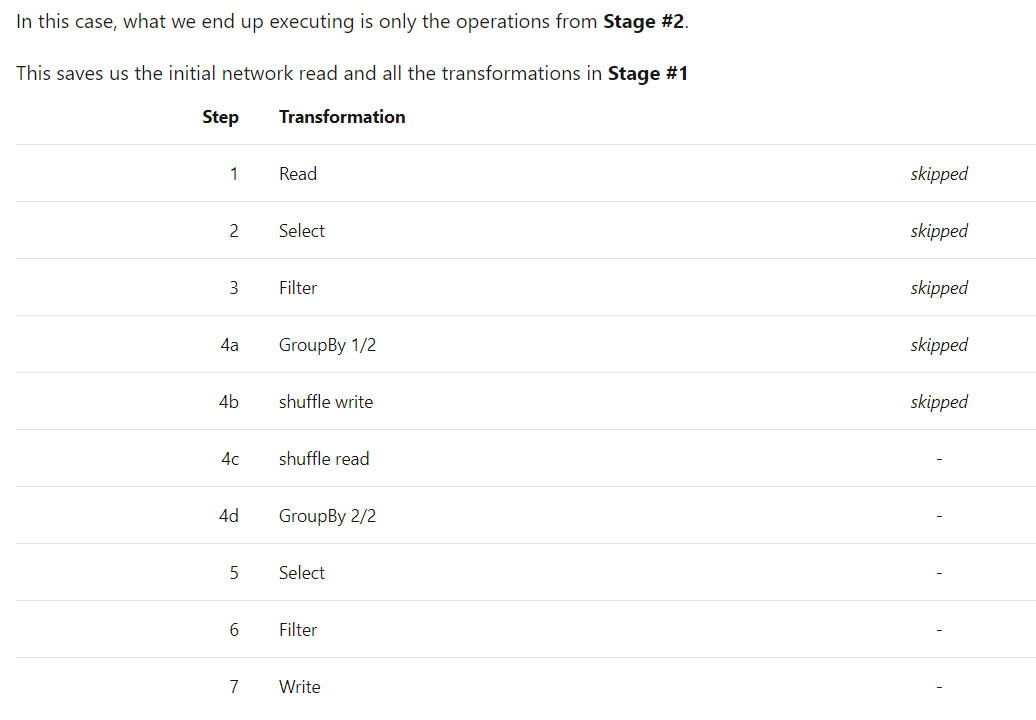 In this case, what we end up executing is only the operations from Stage #2.
This saves us the initial network read and all the transformations in Stage #1
Step Transformation
1 Read skipped
2 Select skipped
3 Filter skipped
4a GroupBy 1/2 skipped
4b shuffle write skipped
4c shuffle read -
4d GroupBy 2/2 -
5 Select -
6 Filter -
7 Write -